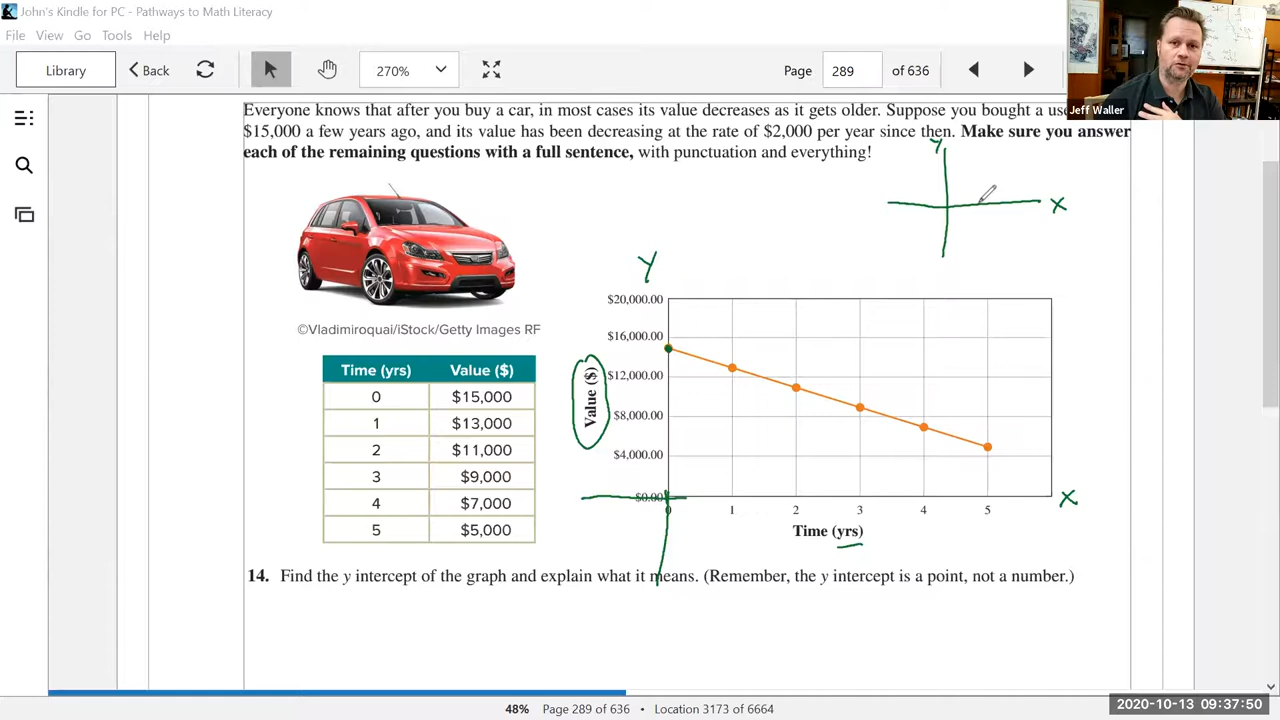 John's Kindle for PC - Pathways to Math Literacy
File View Go Tools Help
Library Back 270% Page 289 of 636
Jeff Waller
Everyone knows that after you buy a car, in most cases its value decreases as it gets older. Suppose you bought a
$15,000 a few years ago, and its value has been decreasing at the rate of $2,000 per year since then. Make sure you answer
each of the remaining questions with a full sentence, with punctuation and everything!
Y
X
Y
©Vladimiroquai/iStock/Getty Images RF
Time (yrs) Value ($)
0 $15,000
1 $13,000
2 $11,000
3 $9,000
4 $7,000
5 $5,000
Value ($)
$20,000.00
$16,000.00
$12,000.00
$8,000.00
$4,000.00
$0.00
X
0 1 2 3 4 5
Time (yrs)
14. Find the y intercept of the graph and explain what it means. (Remember, the y intercept is a point, not a number.)
48% Page 289 of 636 • Location 3173 of 6664
2020-10-13 09:37:50